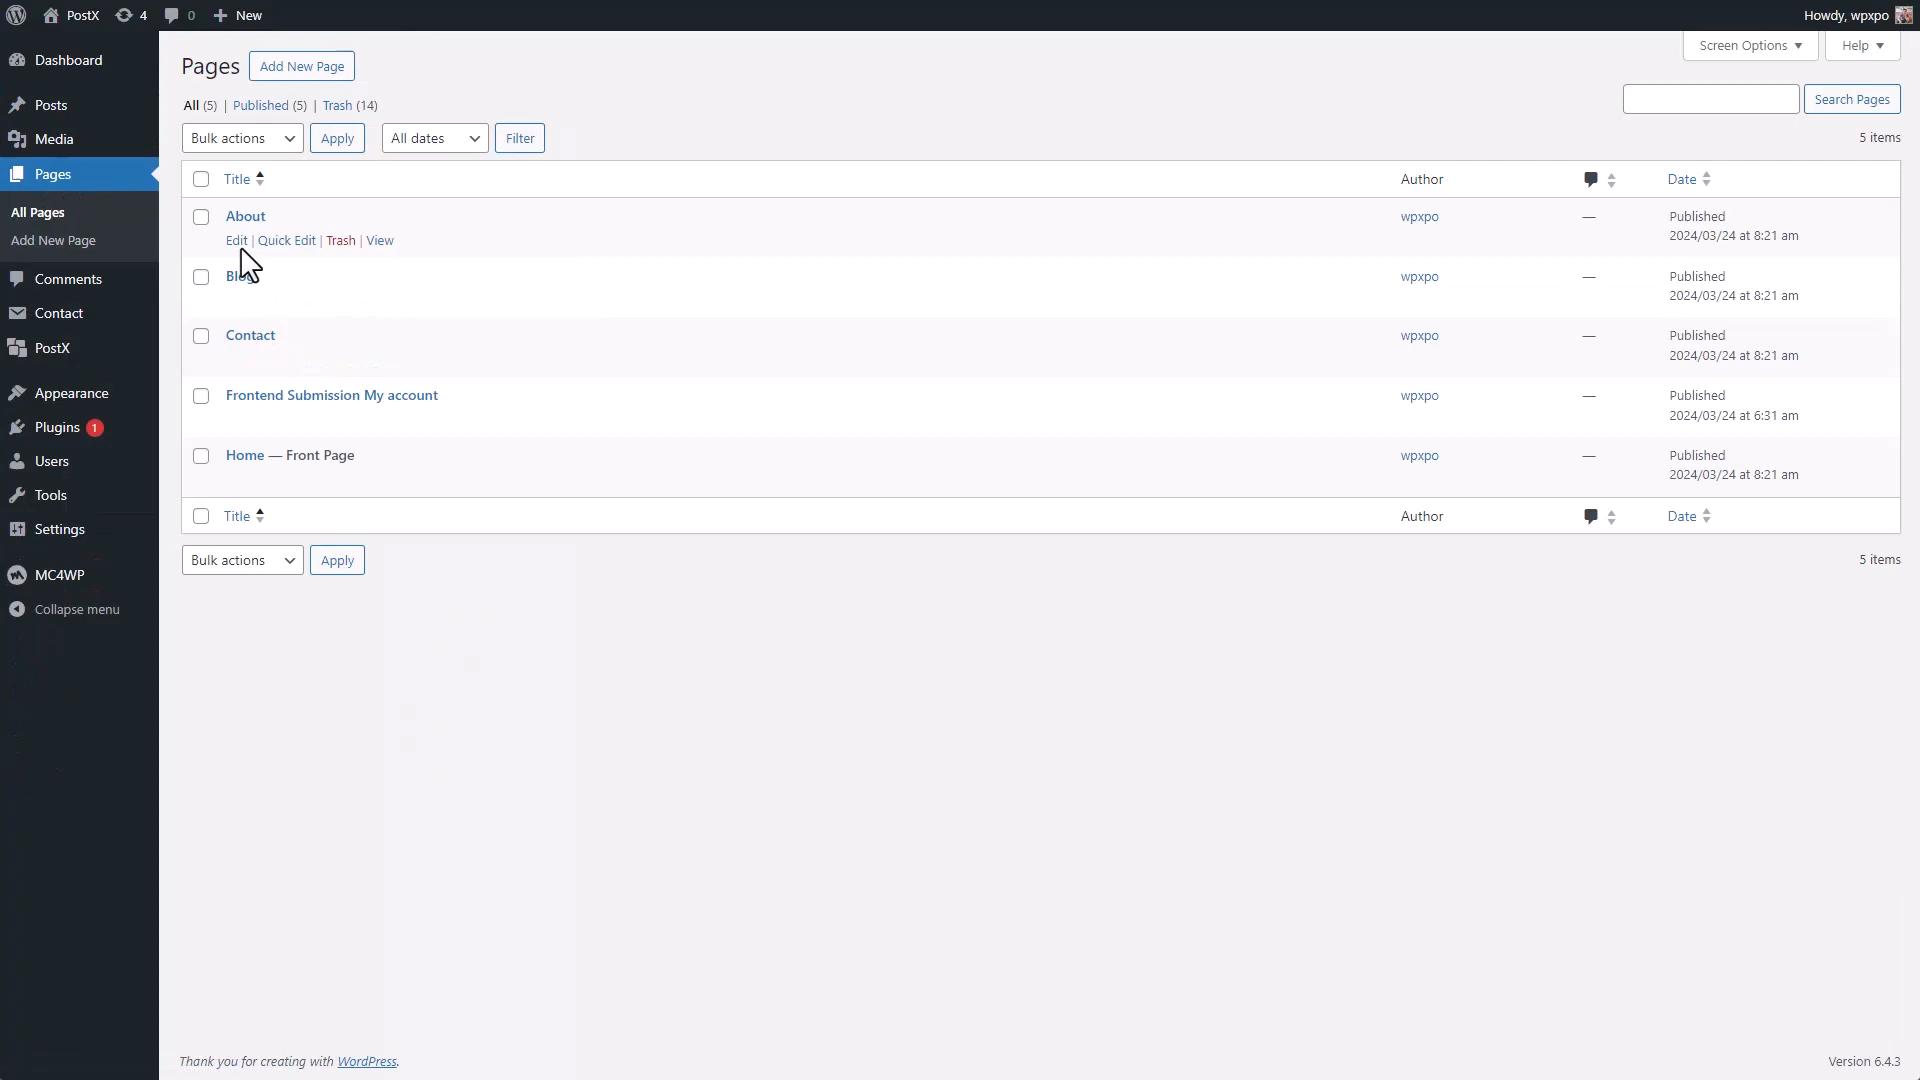 PostX 4 0 New Howdy, wpxpo
Dashboard
Posts
Media
Pages
All Pages
Add New Page
Comments
Contact
PostX
Appearance
Plugins 1
Users
Tools
Settings
MC4WP
Collapse menu
Screen Options Help
Pages Add New Page
All (5) | Published (5) | Trash (14)
Search Pages
Bulk actions Apply All dates Filter 5 items
Title Author Date
About wpxpo — Published
Edit | Quick Edit | Trash | View 2024/03/24 at 8:21 am
Blog wpxpo — Published
2024/03/24 at 8:21 am
Contact wpxpo — Published
2024/03/24 at 8:21 am
Frontend Submission My account wpxpo — Published
2024/03/24 at 6:31 am
Home — Front Page wpxpo — Published
2024/03/24 at 8:21 am
Title Author Date
Bulk actions Apply 5 items
Thank you for creating with WordPress. Version 6.4.3